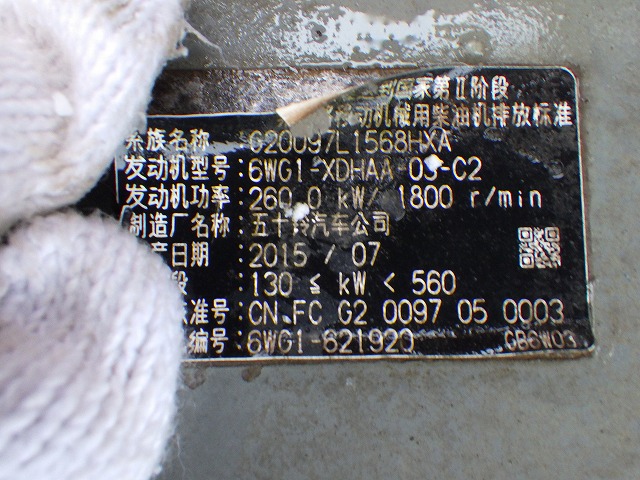 国家第Ⅱ阶段
移动机械用柴油机排放标准
系族名称 : G20097L1568HXA
发动机型号: 6WG1-XDHAA-03-C2
发动机功率: 260.0 kW/ 1800 r/min
制造厂名称: 五十铃汽车公司
产日期 : 2015 / 07
段 : 130 ≤ kW < 560
准号: CN FC G2 0097 05 0003
编号: 6WG1-621920
GB6W03